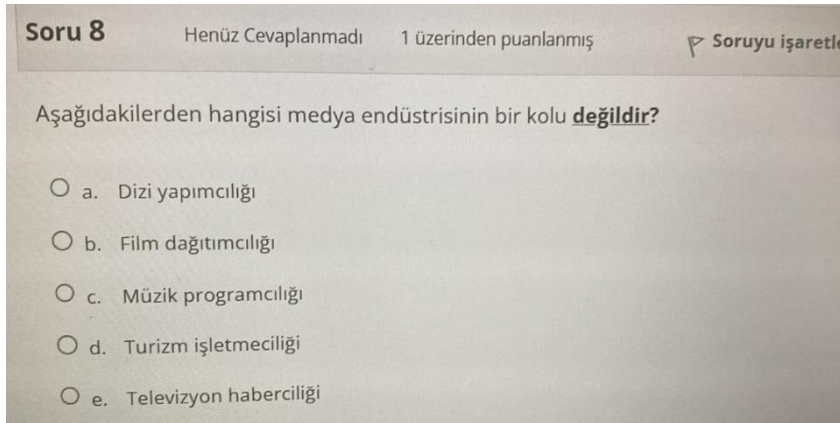 Soru 8 Henüz Cevaplanmadı 1 üzerinden puanlanmış Soruyu işaretle
Aşağıdakilerden hangisi medya endüstrisinin bir kolu değildir?
a. Dizi yapımcılığı
b. Film dağıtımcılığı
c. Müzik programcılığı
d. Turizm işletmeciliği
e. Televizyon haberciliği